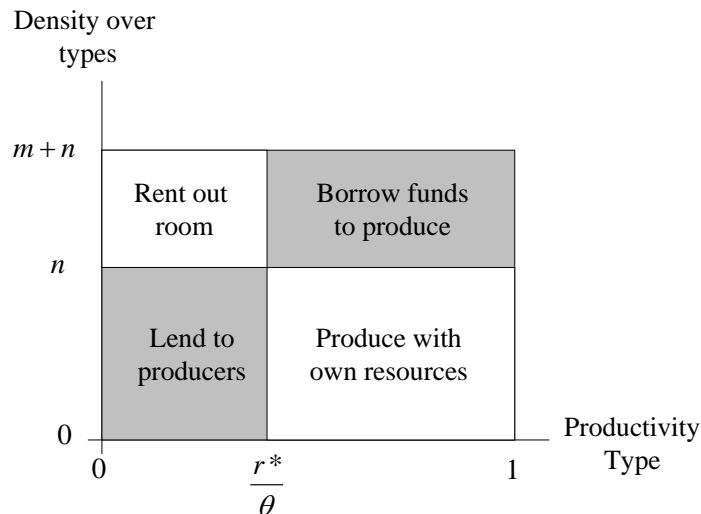 Density over
types
m + n
Rent out
room
Borrow funds
to produce
n
Lend to
producers
Produce with
own resources
0
Productivity
Type
0
r*
θ
1